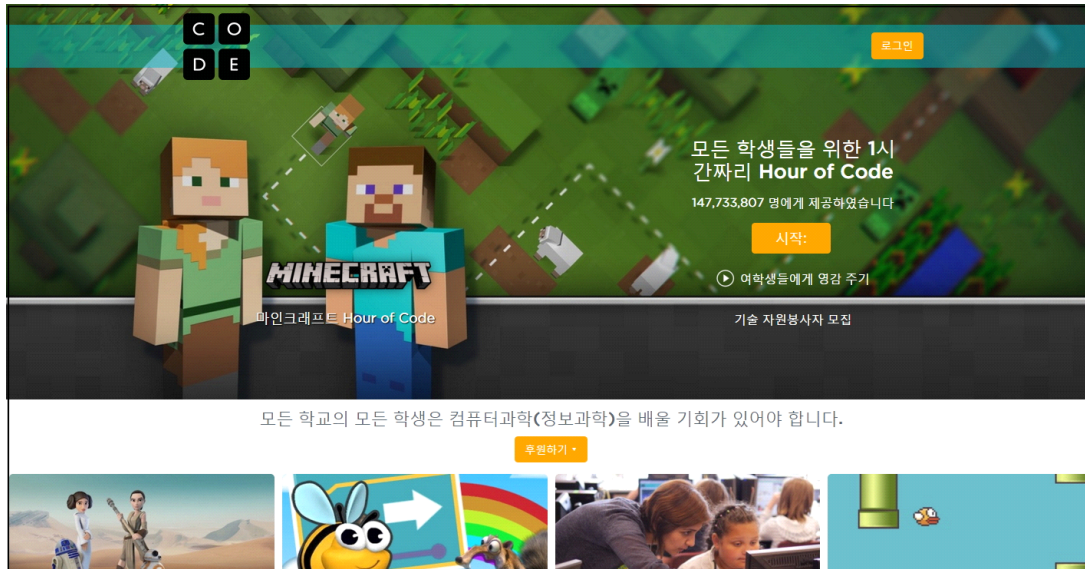 C O
D E
로그인
모든 학생들을 위한 1시
간짜리 Hour of Code
147,733,807 명에게 제공하였습니다
시작:
여학생들에게 영감 주기
MINECRAFT
마인크래프트 Hour of Code
기술 자원봉사자 모집
모든 학교의 모든 학생은 컴퓨터과학(정보과학)을 배울 기회가 있어야 합니다.
후원하기